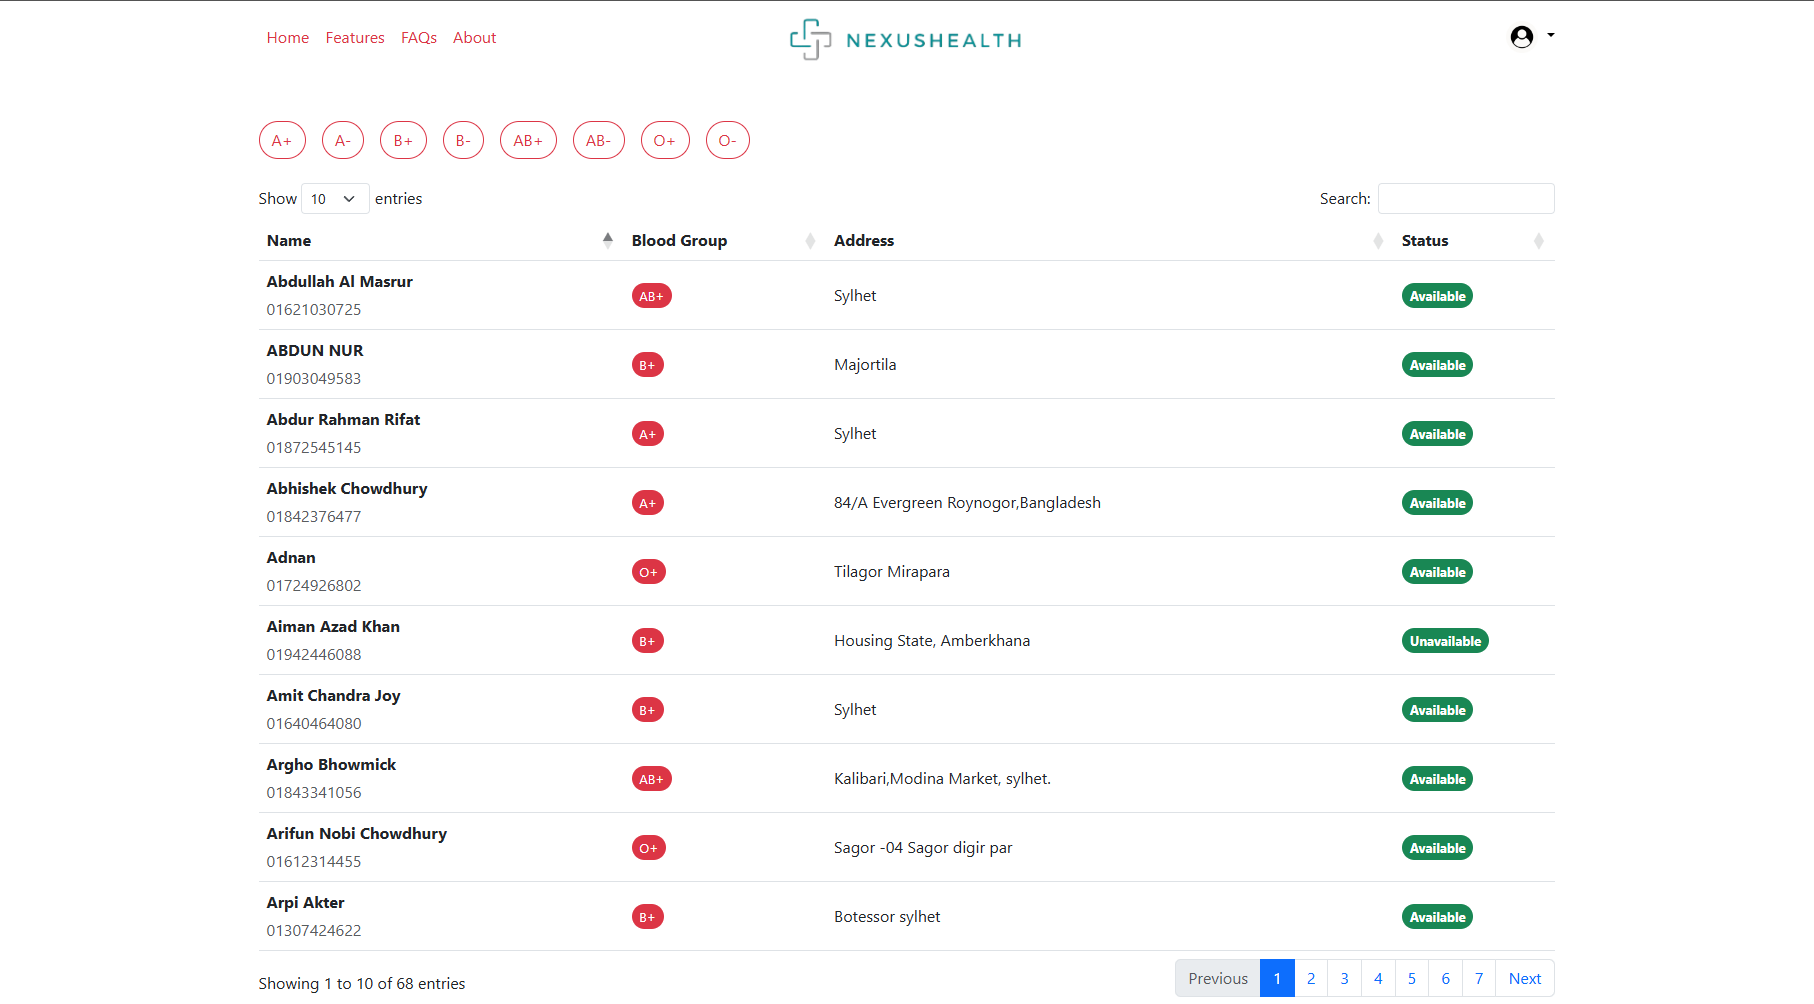 Home Features FAQs About
NEXUSHEALTH
A+ A- B+ B- AB+ AB- O+ O-
Show 10 entries Search:
Name Blood Group Address Status
Abdullah Al Masrur
01621030725
AB+ Sylhet Available
ABDUN NUR
01903049583
B+ Majortila Available
Abdur Rahman Rifat
01872545145
A+ Sylhet Available
Abhishek Chowdhury
01842376477
A+ 84/A Evergreen Roynogor,Bangladesh Available
Adnan
01724926802
O+ Tilagor Mirapara Available
Aiman Azad Khan
01942446088
B+ Housing State, Amberkhana Unavailable
Amit Chandra Joy
01640464080
B+ Sylhet Available
Argho Bhowmick
01843341056
AB+ Kalibari,Modina Market, sylhet. Available
Arifun Nobi Chowdhury
01612314455
O+ Sagor -04 Sagor digir par Available
Arpi Akter
01307424622
B+ Botessor sylhet Available
Showing 1 to 10 of 68 entries
Previous 1 2 3 4 5 6 7 Next